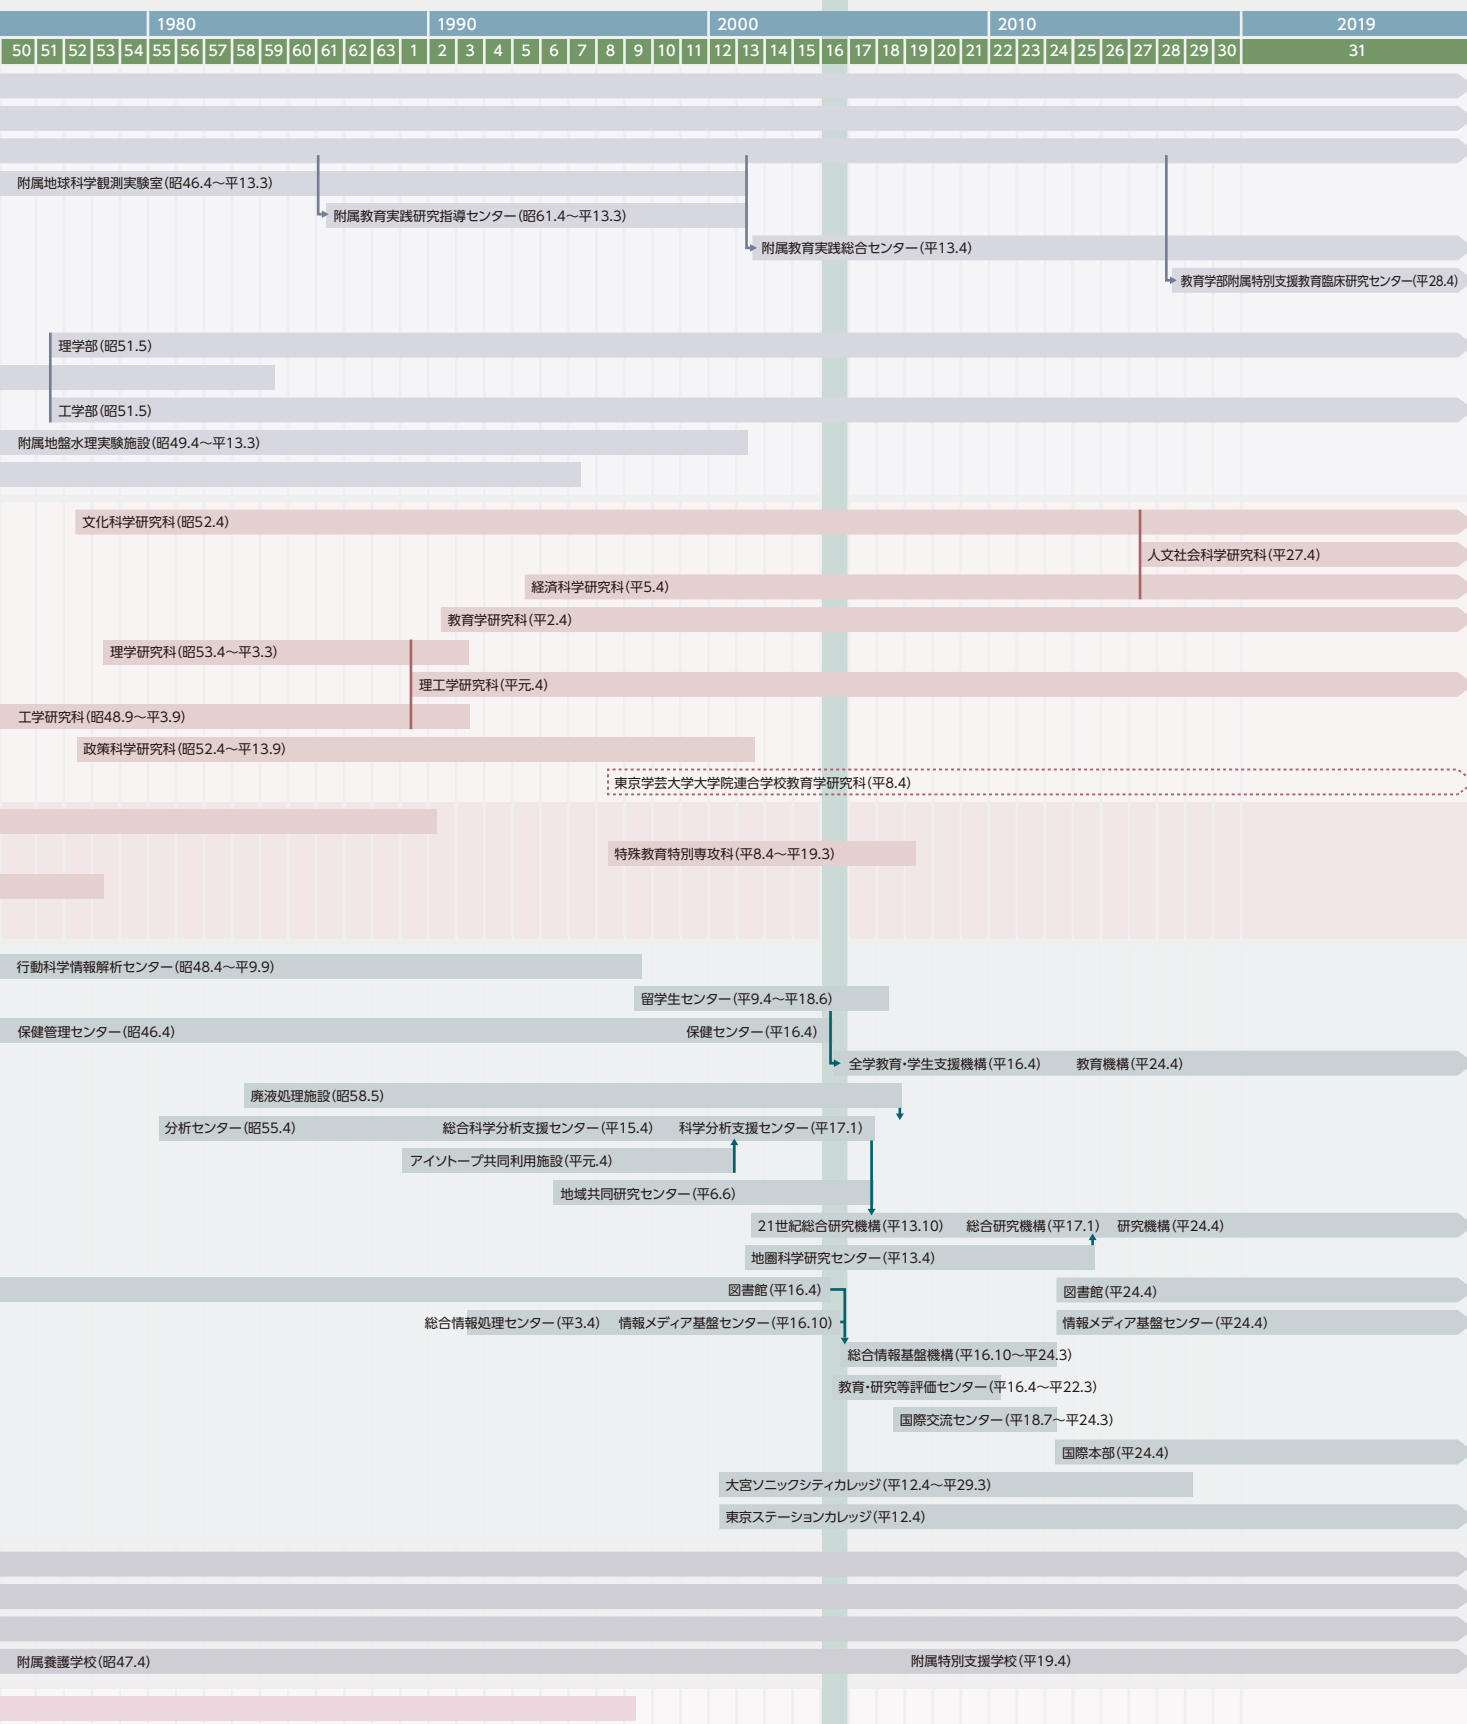 1980 1990 2000 2010 2019
50 51 52 53 54 55 56 57 58 59 60 61 62 63 1 2 3 4 5 6 7 8 9 10 11 12 13 14 15 16 17 18 19 20 21 22 23 24 25 26 27 28 29 30 31
附属地球科学観測実験室(昭46.4～平13.3)
附属教育実践研究指導センター(昭61.4～平13.3)
附属教育実践総合センター(平13.4)
教育学部附属特別支援教育臨床研究センター(平28.4)
理学部(昭51.5)
工学部(昭51.5)
附属地盤水理実験施設(昭49.4～平13.3)
文化科学研究科(昭52.4)
人文社会科学研究科(平27.4)
経済科学研究科(平5.4)
教育学研究科(平2.4)
理学研究科(昭53.4～平3.3)
理工学研究科(平元.4)
工学研究科(昭48.9～平3.9)
政策科学研究科(昭52.4～平13.9)
東京学芸大学大学院連合学校教育学研究科(平8.4)
特殊教育特別専攻科(平8.4～平19.3)
行動科学情報解析センター(昭48.4～平9.9)
留学生センター(平9.4～平18.6)
保健管理センター(昭46.4) 保健センター(平16.4)
全学教育・学生支援機構(平16.4) 教育機構(平24.4)
廃液処理施設(昭58.5)
分析センター(昭55.4) 総合科学分析支援センター(平15.4) 科学分析支援センター(平17.1)
アイソトープ共同利用施設(平元.4)
地域共同研究センター(平6.6)
21世紀総合研究機構(平13.10) 総合研究機構(平17.1) 研究機構(平24.4)
地圏科学研究センター(平13.4)
図書館(平16.4) 図書館(平24.4)
総合情報処理センター(平3.4) 情報メディア基盤センター(平16.10) 情報メディア基盤センター(平24.4)
総合情報基盤機構(平16.10～平24.3)
教育・研究等評価センター(平16.4～平22.3)
国際交流センター(平18.7～平24.3)
国際本部(平24.4)
大宮ソニックシティカレッジ(平12.4～平29.3)
東京ステーションカレッジ(平12.4)
附属養護学校(昭47.4) 附属特別支援学校(平19.4)